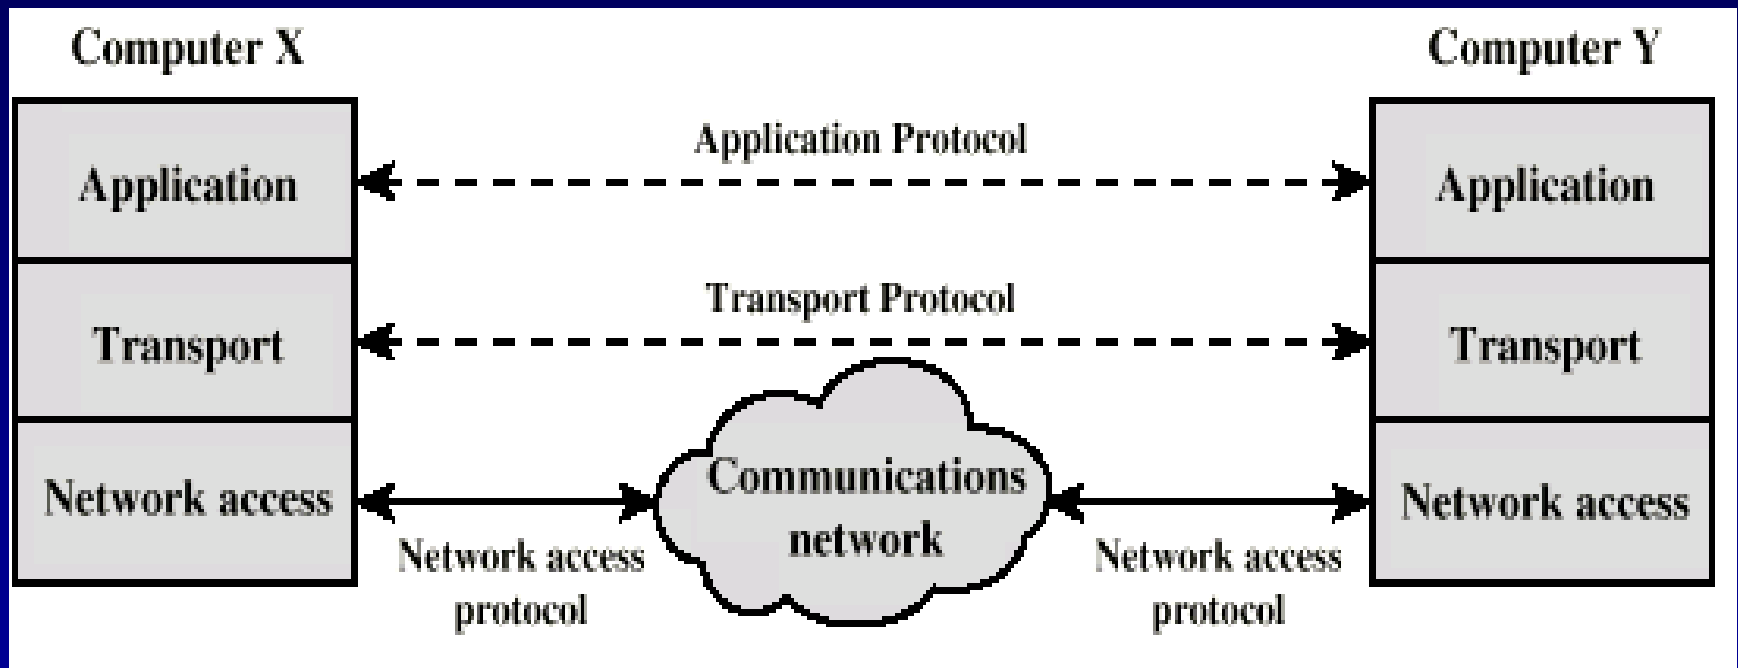 Computer X
Computer Y
Application
Application Protocol
Application
Transport
Transport Protocol
Transport
Network access
Communications
network
Network access
Network access
protocol
Network access
protocol